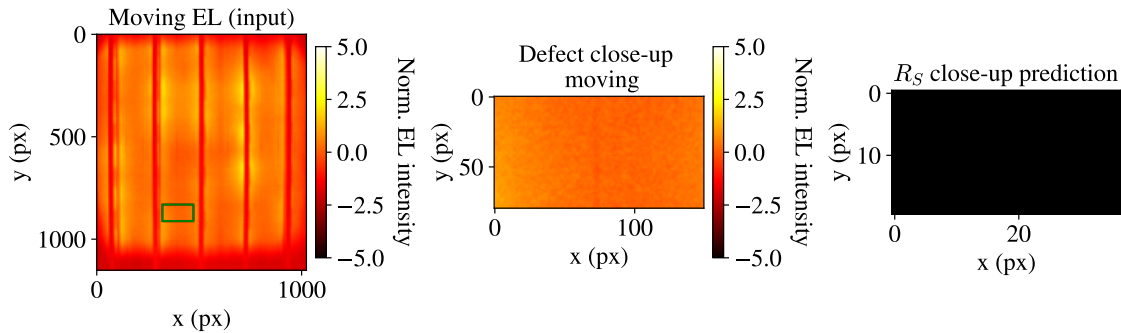 Moving EL (input)
0
500
1000
y (px)
0
1000
x (px)
5.0
2.5
0.0
−2.5
−5.0
Norm. EL intensity
Defect close-up
moving
0
50
y (px)
0
100
x (px)
5.0
2.5
0.0
−2.5
−5.0
Norm. EL intensity
R_S close-up prediction
0
10
y (px)
0
20
x (px)